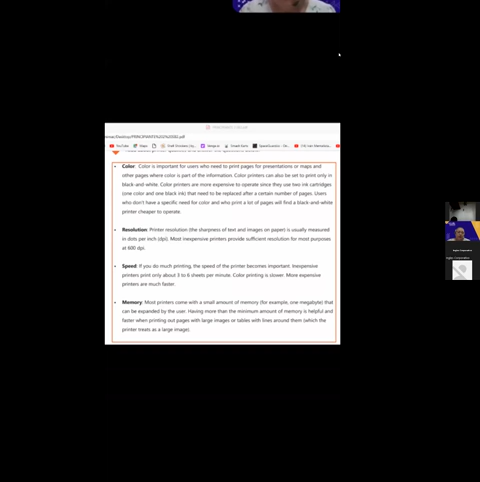 Color: Color is important for users who need to print pages for presentations or maps and
other pages where color is part of the information. Color printers can also be set to print only in
black-and-white. Color printers are more expensive to operate since they use two ink cartridges
(one color and one black ink) that need to be replaced after a certain number of pages. Users
who don't have a specific need for color and who print a lot of pages will find a black-and-white
printer cheaper to operate.
Resolution: Printer resolution (the sharpness of text and images on paper) is usually measured
in dots per inch (dpi). Most inexpensive printers provide sufficient resolution for most purposes
at 600 dpi.
Speed: If you do much printing, the speed of the printer becomes important. Inexpensive
printers print only about 3 to 6 sheets per minute. Color printing is slower. More expensive
printers are much faster.
Memory: Most printers come with a small amount of memory (for example, one megabyte) that
can be expanded by the user. Having more than the minimum amount of memory is helpful and
faster when printing out pages with large images or tables with lines around them (which the
printer treats as a large image).